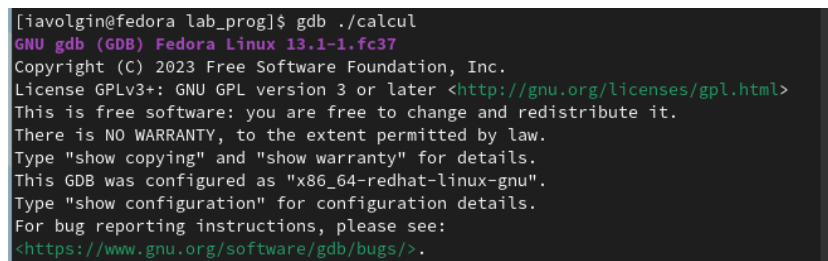 [iavolgin@fedora lab_prog]$ gdb ./calcul
GNU gdb (GDB) Fedora Linux 13.1-1.fc37
Copyright (C) 2023 Free Software Foundation, Inc.
License GPLv3+: GNU GPL version 3 or later <http://gnu.org/licenses/gpl.html>
This is free software: you are free to change and redistribute it.
There is NO WARRANTY, to the extent permitted by law.
Type "show copying" and "show warranty" for details.
This GDB was configured as "x86_64-redhat-linux-gnu".
Type "show configuration" for configuration details.
For bug reporting instructions, please see:
<https://www.gnu.org/software/gdb/bugs/>.